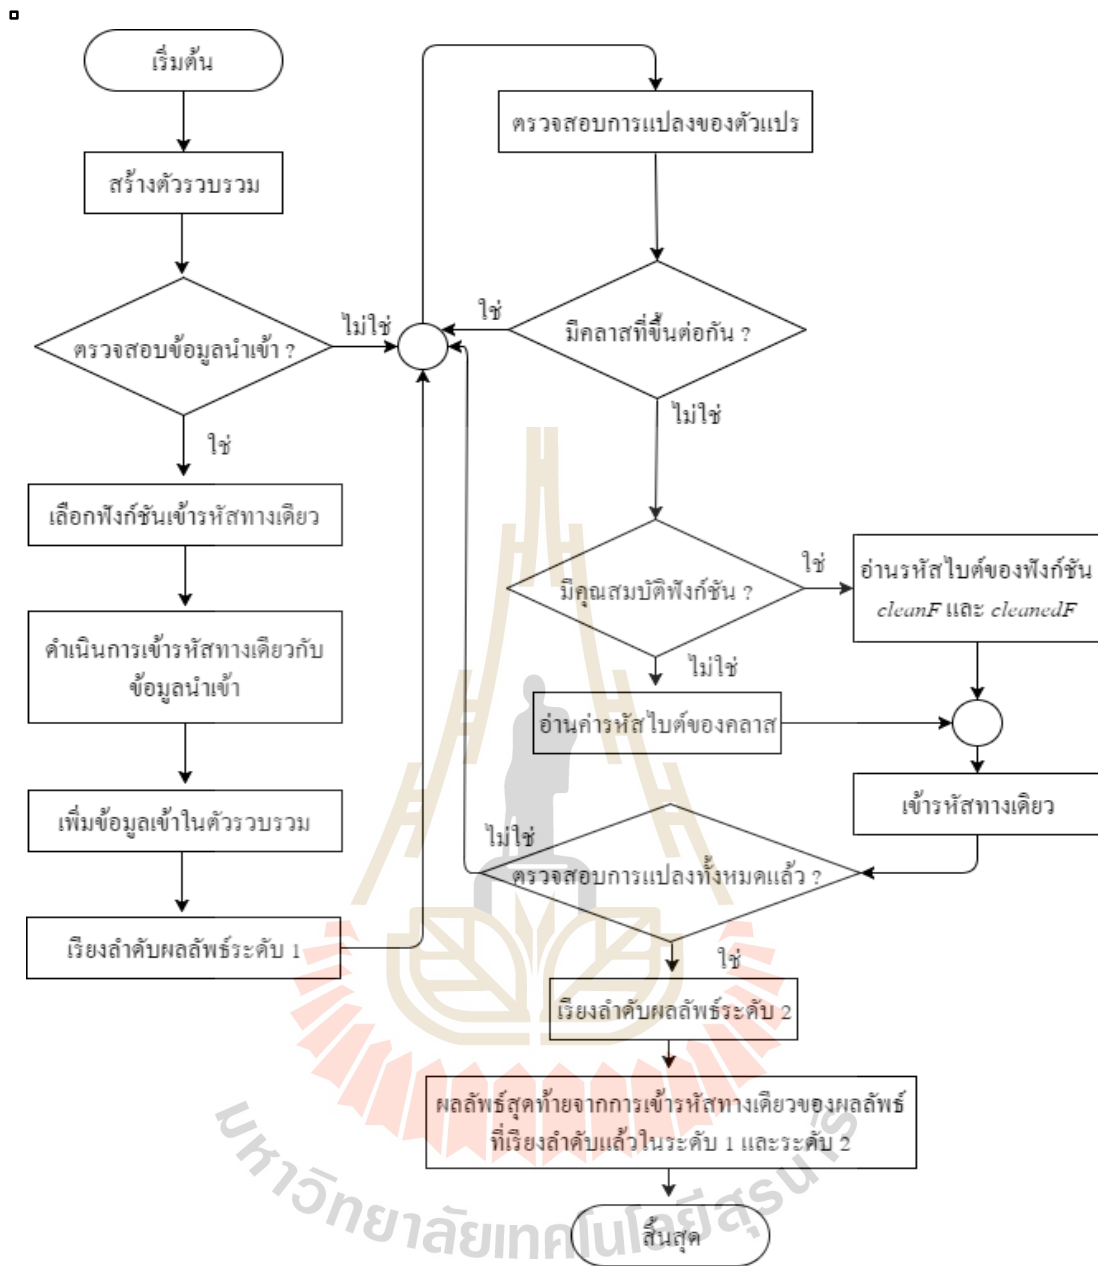 เริ่มต้น
สร้างตัวรวบรวม
ตรวจสอบข้อมูลนำเข้า ?
ไม่ใช่
ใช่
เลือกฟังก์ชันเข้ารหัสทางเดียว
ดำเนินการเข้ารหัสทางเดียวกับ
ข้อมูลนำเข้า
เพิ่มข้อมูลเข้าในตัวรวบรวม
เรียงลำดับผลลัพธ์ระดับ 1
ตรวจสอบการแปลงของตัวแปร
มีคลาสที่ขึ้นต่อกัน ?
ใช่
ไม่ใช่
มีคุณสมบัติฟังก์ชัน ?
ใช่
อ่านรหัสไบต์ของฟังก์ชัน
cleanF และ cleanedF
ไม่ใช่
อ่านค่ารหัสไบต์ของคลาส
เข้ารหัสทางเดียว
ไม่ใช่
ตรวจสอบการแปลงทั้งหมดแล้ว ?
ใช่
เรียงลำดับผลลัพธ์ระดับ 2
ผลลัพธ์สุดท้ายจากการเข้ารหัสทางเดียวของผลลัพธ์
ที่เรียงลำดับแล้วในระดับ 1 และระดับ 2
สิ้นสุด
มหาวิทยาลัยเทคโนโลยีสุรนารี